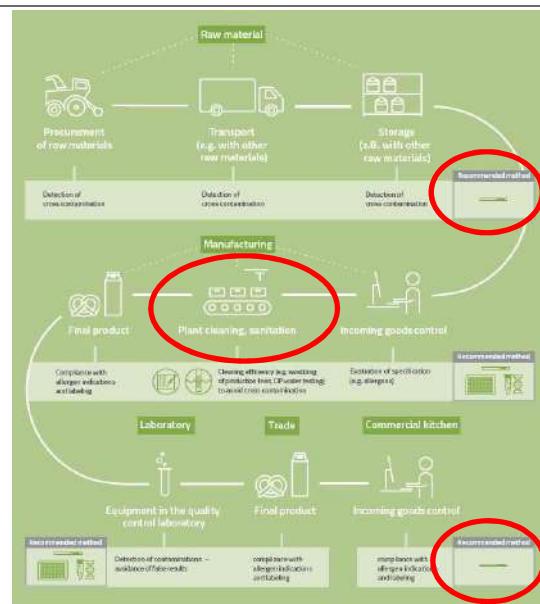 Raw material
Procurement
of raw materials
Transport
(e.g. with other
raw materials)
Storage
(z.B. with other
raw materials)
Detection of
cross contamination
Detection of
cross contamination
Detection of
cross contamination
Recommended method
Manufacturing
Final product
Plant cleaning, sanitation
Incoming goods control
Compliance with
allergen indications
and labeling
Cleaning efficiency (e.g. swabbing
of production lines, CIP water testing)
to avoid cross contamination
Evaluation of specification
(e.g. allergens)
Recommended method
Laboratory
Trade
Commercial kitchen
Equipment in the quality
control laboratory
Final product
Incoming goods control
Recommended method
Detection of contaminations –
avoidance of false results
compliance with
allergen indications
and labeling
compliance with
allergen indications
and labeling
Recommended method